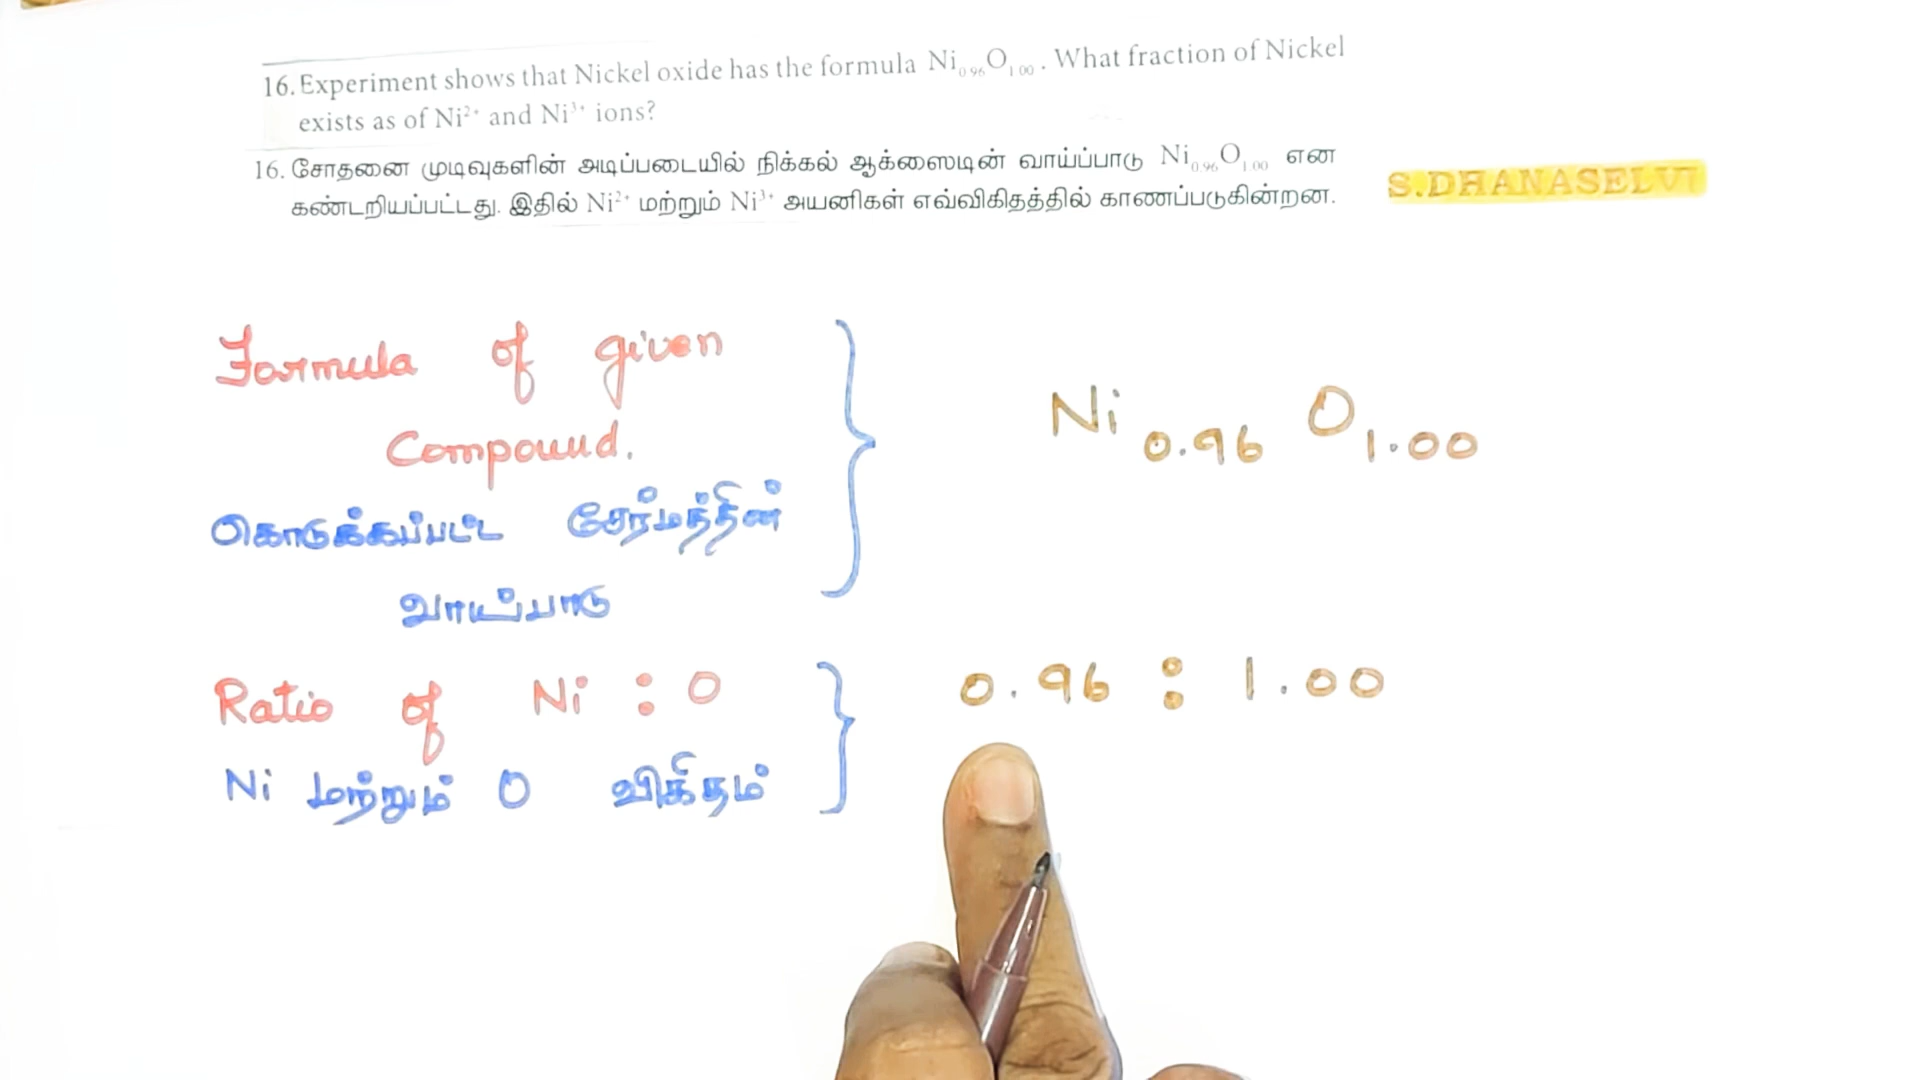 16. Experiment shows that Nickel oxide has the formula Ni₀.₉₆O₁.₀₀. What fraction of Nickel
exists as of Ni²⁺ and Ni³⁺ ions?
16. சோதனை முடிவுகளின் அடிப்படையில் நிக்கல் ஆக்ஸைடின் வாய்ப்பாடு Ni₀.₉₆O₁.₀₀ என
கண்டறியப்பட்டது. இதில் Ni²⁺ மற்றும் Ni³⁺ அயனிகள் எவ்விகிதத்தில் காணப்படுகின்றன.
S.DHANASELVI
Formula of given
Compound.
கொடுக்கப்பட்ட சேர்மத்தின்
வாய்ப்பாடு
Ni₀.₉₆ O₁.₀₀
Ratio of Ni : O
Ni மற்றும் O விகிதம்
0.96 : 1.00